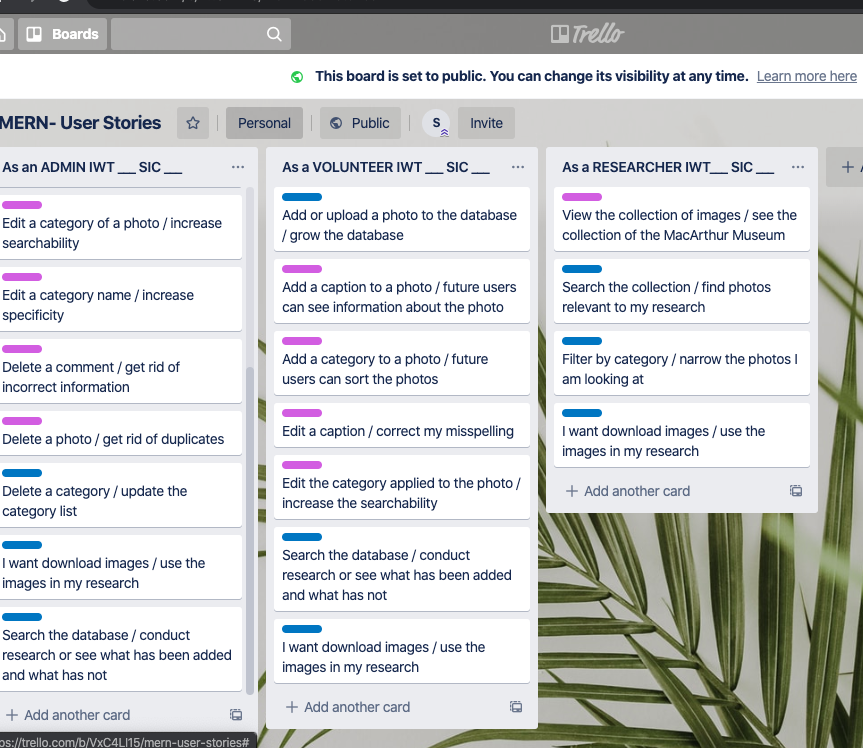 Boards
Trello
This board is set to public. You can change its visibility at any time. Learn more here
MERN- User Stories
Personal
Public
S
Invite
As an ADMIN IWT ___ SIC ___
Edit a category of a photo / increase
searchability
Edit a category name / increase
specificity
Delete a comment / get rid of
incorrect information
Delete a photo / get rid of duplicates
Delete a category / update the
category list
I want download images / use the
images in my research
Search the database / conduct
research or see what has been added
and what has not
+ Add another card
As a VOLUNTEER IWT ___ SIC ___
Add or upload a photo to the database
/ grow the database
Add a caption to a photo / future users
can see information about the photo
Add a category to a photo / future
users can sort the photos
Edit a caption / correct my misspelling
Edit the category applied to the photo /
increase the searchability
Search the database / conduct
research or see what has been added
and what has not
I want download images / use the
images in my research
+ Add another card
As a RESEARCHER IWT___ SIC ___
View the collection of images / see the
collection of the MacArthur Museum
Search the collection / find photos
relevant to my research
Filter by category / narrow the photos I
am looking at
I want download images / use the
images in my research
+ Add another card